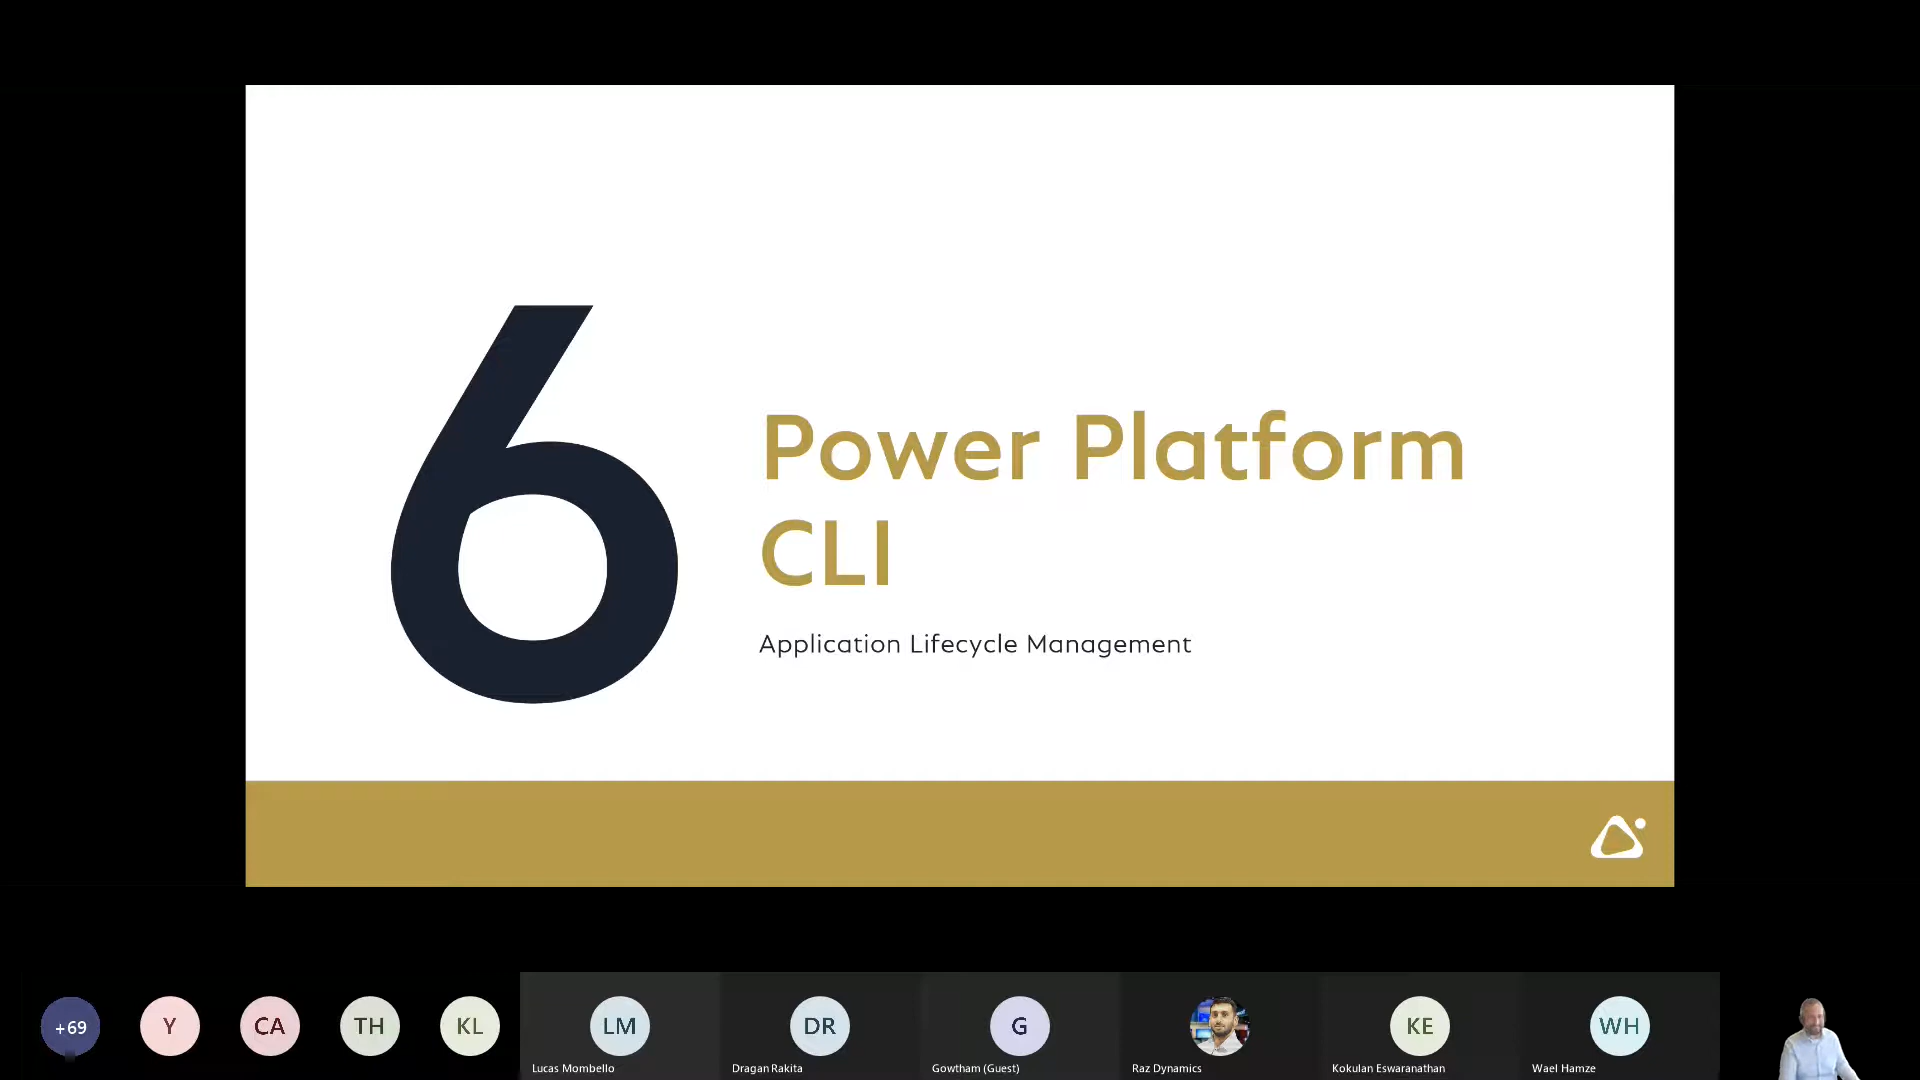 6
Power Platform
CLI
Application Lifecycle Management
+69
Y
CA
TH
KL
LM
Lucas Mombello
DR
Dragan Rakita
G
Gowtham (Guest)
Raz Dynamics
KE
Kokulan Eswaranathan
WH
Wael Hamze